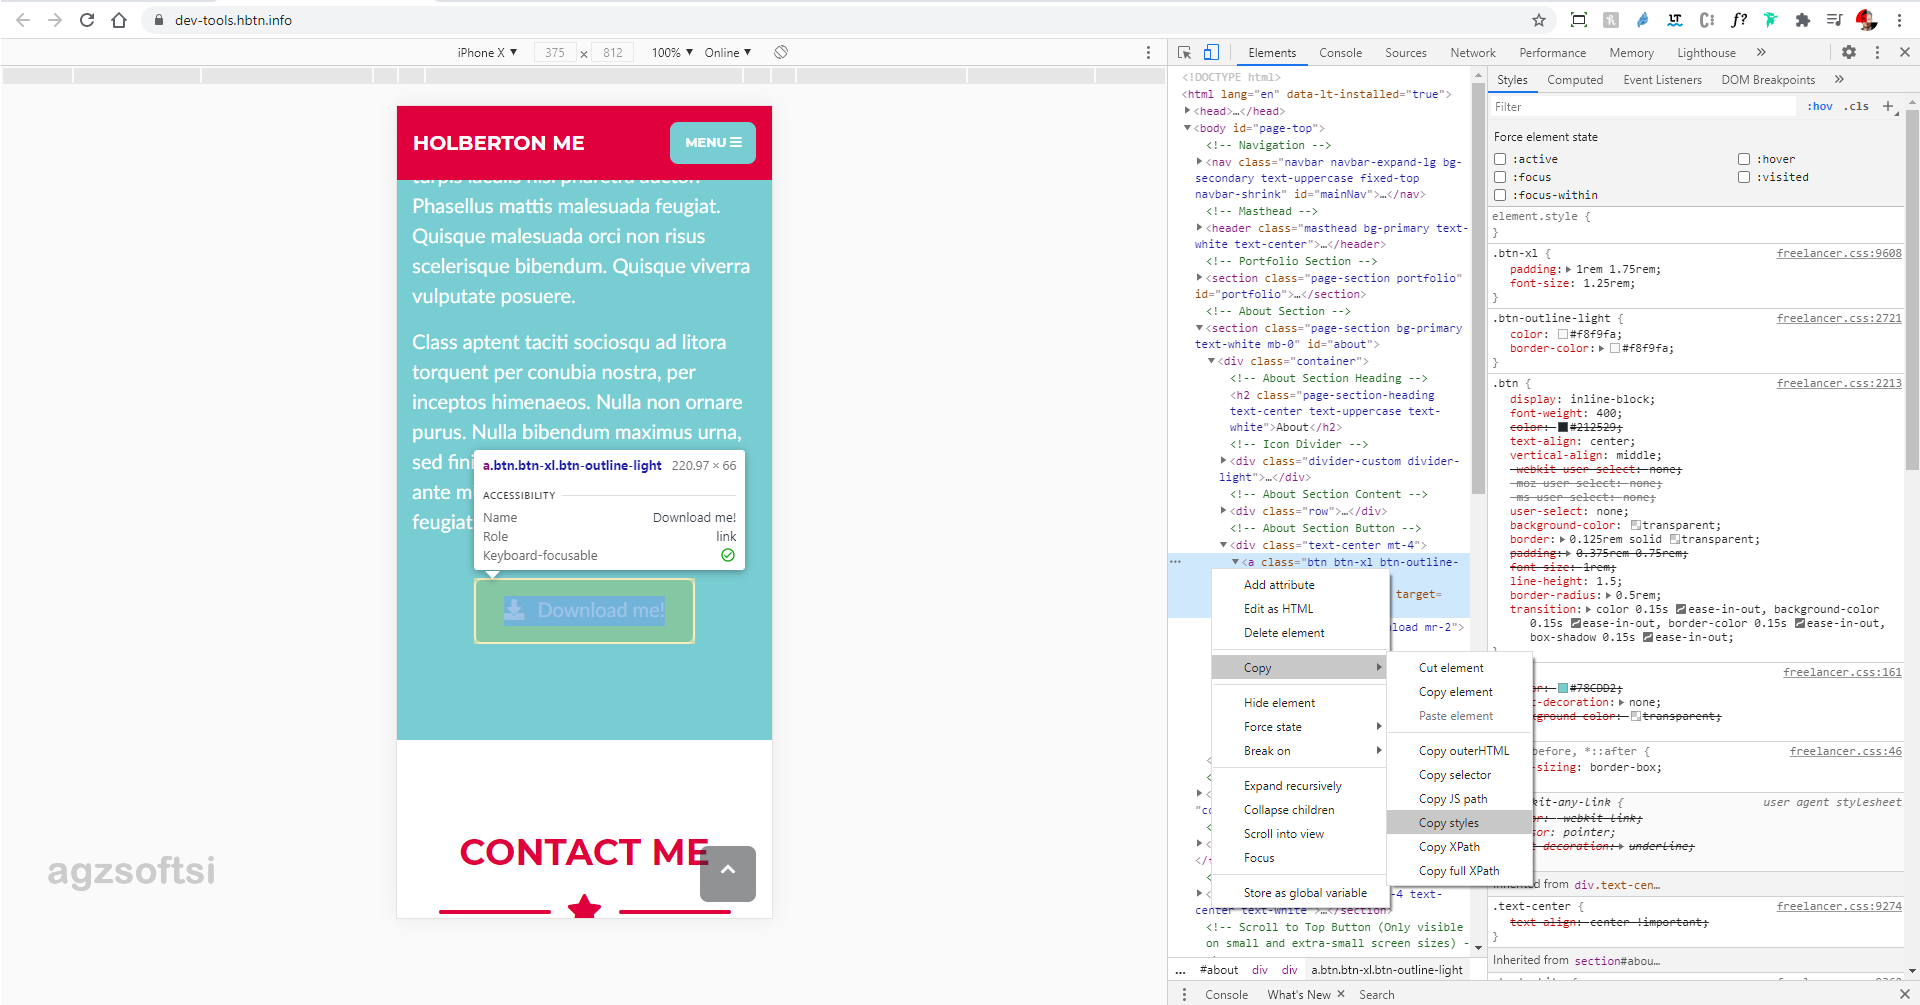 dev-tools.hbtn.info
iPhone X ▼ 375 × 812 100% ▼ Online ▼
HOLBERTON ME
MENU
Phasellus mattis malesuada feugiat.
Quisque malesuada orci non risus
scelerisque bibendum. Quisque viverra
vulputate posuere.
Class aptent taciti sociosqu ad litora
torquent per conubia nostra, per
inceptos himenaeos. Nulla non ornare
purus. Nulla bibendum maximus urna,
sed fini
ante m
feugiat
a.btn.btn-xl.btn-outline-light 220.97 × 66
ACCESSIBILITY
Name Download me!
Role link
Keyboard-focusable
Download me!
CONTACT ME
agzsoftsi
Elements Console Sources Network Performance Memory Lighthouse »
<!DOCTYPE html>
<html lang="en" data-lt-installed="true">
<head>…</head>
<body id="page-top">
<!-- Navigation -->
<nav class="navbar navbar-expand-lg bg-
secondary text-uppercase fixed-top
navbar-shrink" id="mainNav">…</nav>
<!-- Masthead -->
<header class="masthead bg-primary text-
white text-center">…</header>
<!-- Portfolio Section -->
<section class="page-section portfolio"
id="portfolio">…</section>
<!-- About Section -->
<section class="page-section bg-primary
text-white mb-0" id="about">
<div class="container">
<!-- About Section Heading -->
<h2 class="page-section-heading
text-center text-uppercase text-
white">About</h2>
<!-- Icon Divider -->
<div class="divider-custom divider-
light">…</div>
<!-- About Section Content -->
<div class="row">…</div>
<!-- About Section Button -->
<div class="text-center mt-4">
<a class="btn btn-xl btn-outline-
target=
load mr-2">
Add attribute
Edit as HTML
Delete element
Copy
Hide element
Force state
Break on
Expand recursively
Collapse children
Scroll into view
Focus
Store as global variable
Cut element
Copy element
Paste element
Copy outerHTML
Copy selector
Copy JS path
Copy styles
Copy XPath
Copy full XPath
"co
</f
-4 text-
center text-white">…</section>
<!-- Scroll to Top Button (Only visible
on small and extra-small screen sizes) -
... #about div div a.btn.btn-xl.btn-outline-light
Console What's New × Search
Styles Computed Event Listeners DOM Breakpoints »
Filter :hov .cls +
Force element state
:active :hover
:focus :visited
:focus-within
element.style {
}
.btn-xl { freelancer.css:9608
padding: 1rem 1.75rem;
font-size: 1.25rem;
}
.btn-outline-light { freelancer.css:2721
color: #f8f9fa;
border-color: #f8f9fa;
}
.btn { freelancer.css:2213
display: inline-block;
font-weight: 400;
color: #212529;
text-align: center;
vertical-align: middle;
-webkit-user-select: none;
-moz-user-select: none;
-ms-user-select: none;
user-select: none;
background-color: transparent;
border: 0.125rem solid transparent;
padding: 0.375rem 0.75rem;
font-size: 1rem;
line-height: 1.5;
border-radius: 0.5rem;
transition: color 0.15s ease-in-out, background-color
0.15s ease-in-out, border-color 0.15s ease-in-out,
box-shadow 0.15s ease-in-out;
}
freelancer.css:161
or: #78CDD2;
t-decoration: none;
ground-color: transparent;
before, *::after { freelancer.css:46
-sizing: border-box;
kit-any-link { user agent stylesheet
or: -webkit-link;
sor: pointer;
t-decoration: underline;
Inherited from div.text-cen…
.text-center { freelancer.css:9274
text-align: center !important;
}
Inherited from section#abou…